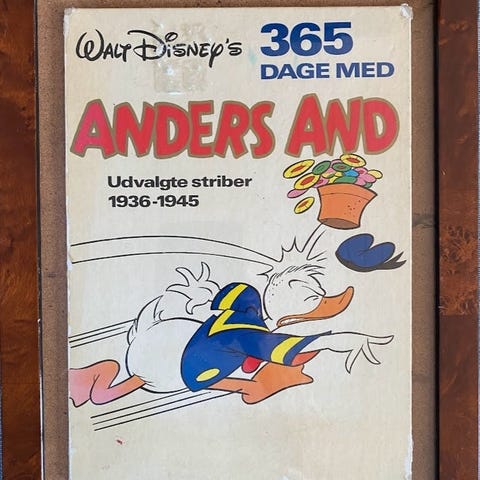 WALT DISNEY'S
365
DAGE MED
ANDERS AND
Udvalgte striber
1936-1945